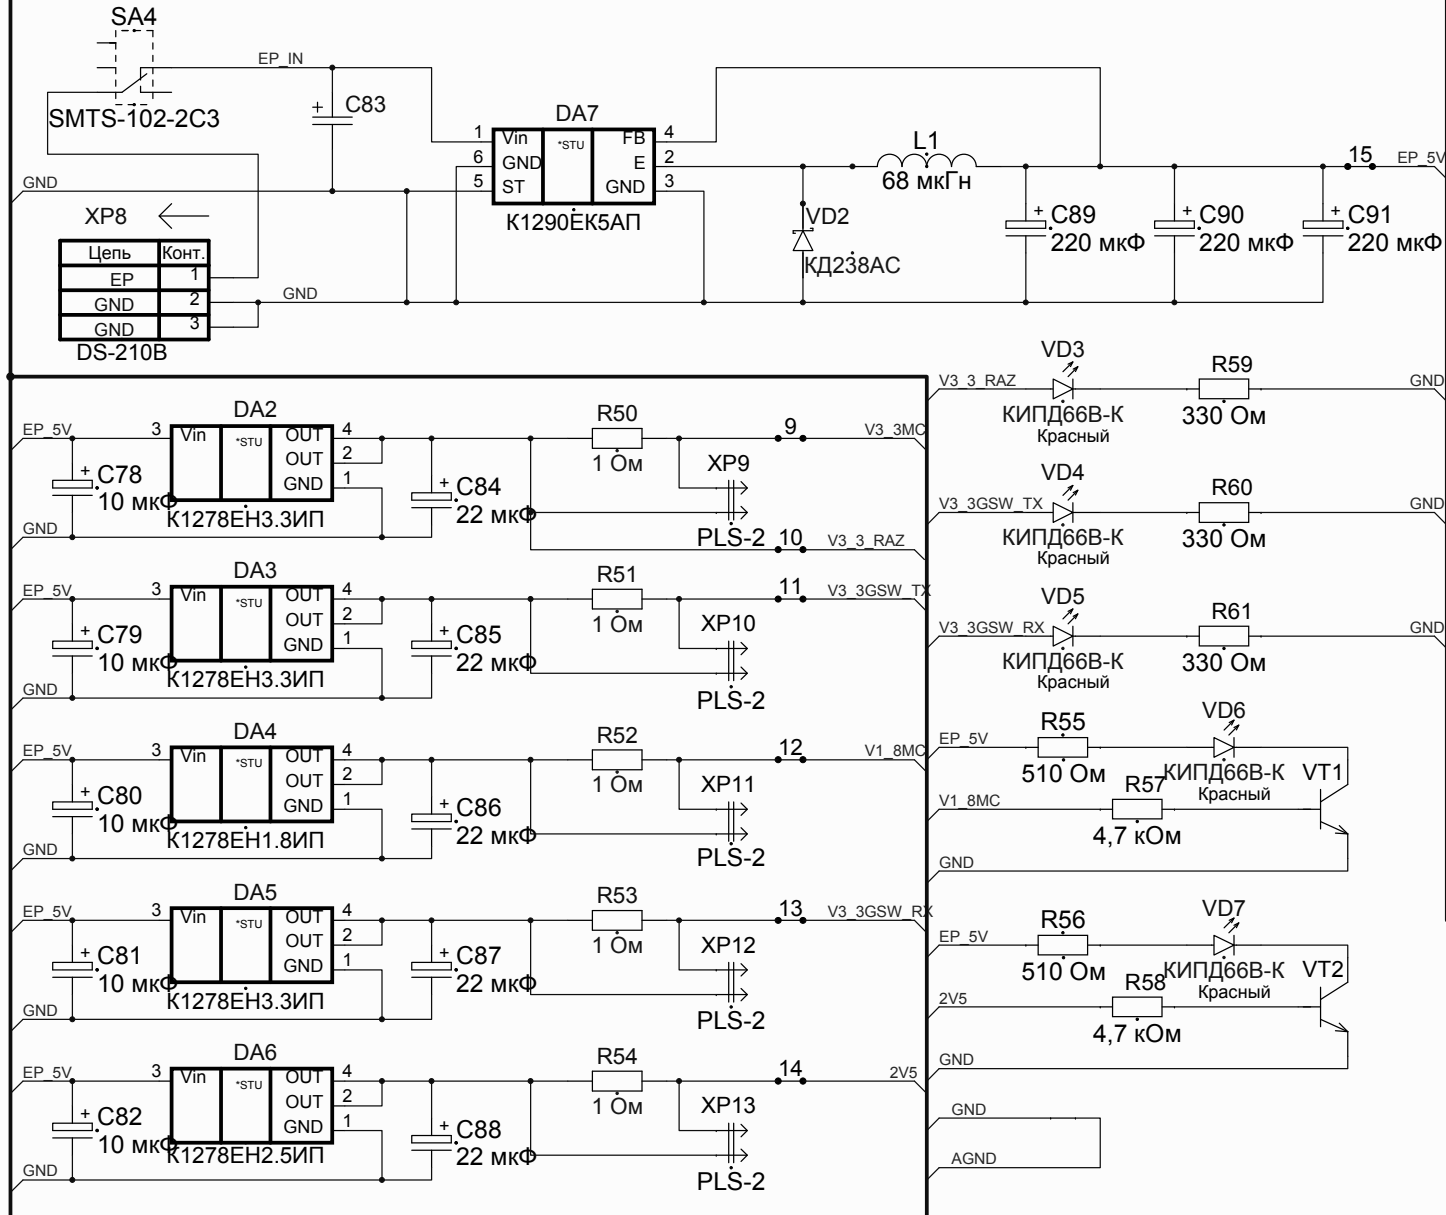 SA4
SMTS-102-2C3
EP_IN
+ C83
GND
XP8
Цепь Конт.
EP 1
GND 2
GND 3
DS-210B
GND
DA7
1 Vin *STU FB 4
6 GND E 2
5 ST GND 3
К1290ЕК5АП
L1
68 мкГн
VD2
КД238АС
+ C89
220 мкФ
+ C90
220 мкФ
+ C91
220 мкФ
15 EP_5V
DA2
EP_5V 3 Vin *STU OUT 4
OUT 2
GND 1
+ C78
10 мкФ
К1278ЕН3.3ИП
GND
+ C84
22 мкФ
R50
1 Ом
9 V3_3MC
XP9
PLS-2
10 V3_3_RAZ
DA3
EP_5V 3 Vin *STU OUT 4
OUT 2
GND 1
+ C79
10 мкФ
К1278ЕН3.3ИП
GND
+ C85
22 мкФ
R51
1 Ом
11 V3_3GSW_TX
XP10
PLS-2
DA4
EP_5V 3 Vin *STU OUT 4
OUT 2
GND 1
+ C80
10 мкФ
К1278ЕН1.8ИП
GND
+ C86
22 мкФ
R52
1 Ом
12 V1_8MC
XP11
PLS-2
DA5
EP_5V 3 Vin *STU OUT 4
OUT 2
GND 1
+ C81
10 мкФ
К1278ЕН3.3ИП
GND
+ C87
22 мкФ
R53
1 Ом
13 V3_3GSW_RX
XP12
PLS-2
DA6
EP_5V 3 Vin *STU OUT 4
OUT 2
GND 1
+ C82
10 мкФ
К1278ЕН2.5ИП
GND
+ C88
22 мкФ
R54
1 Ом
14 2V5
XP13
PLS-2
VD3
V3_3_RAZ
КИПД66В-К
Красный
R59
330 Ом
GND
VD4
V3_3GSW_TX
КИПД66В-К
Красный
R60
330 Ом
GND
VD5
V3_3GSW_RX
КИПД66В-К
Красный
R61
330 Ом
GND
EP_5V
R55
510 Ом
VD6
КИПД66В-К
Красный
VT1
V1_8MC
R57
4,7 кОм
GND
EP_5V
R56
510 Ом
VD7
КИПД66В-К
Красный
VT2
2V5
R58
4,7 кОм
GND
GND
AGND